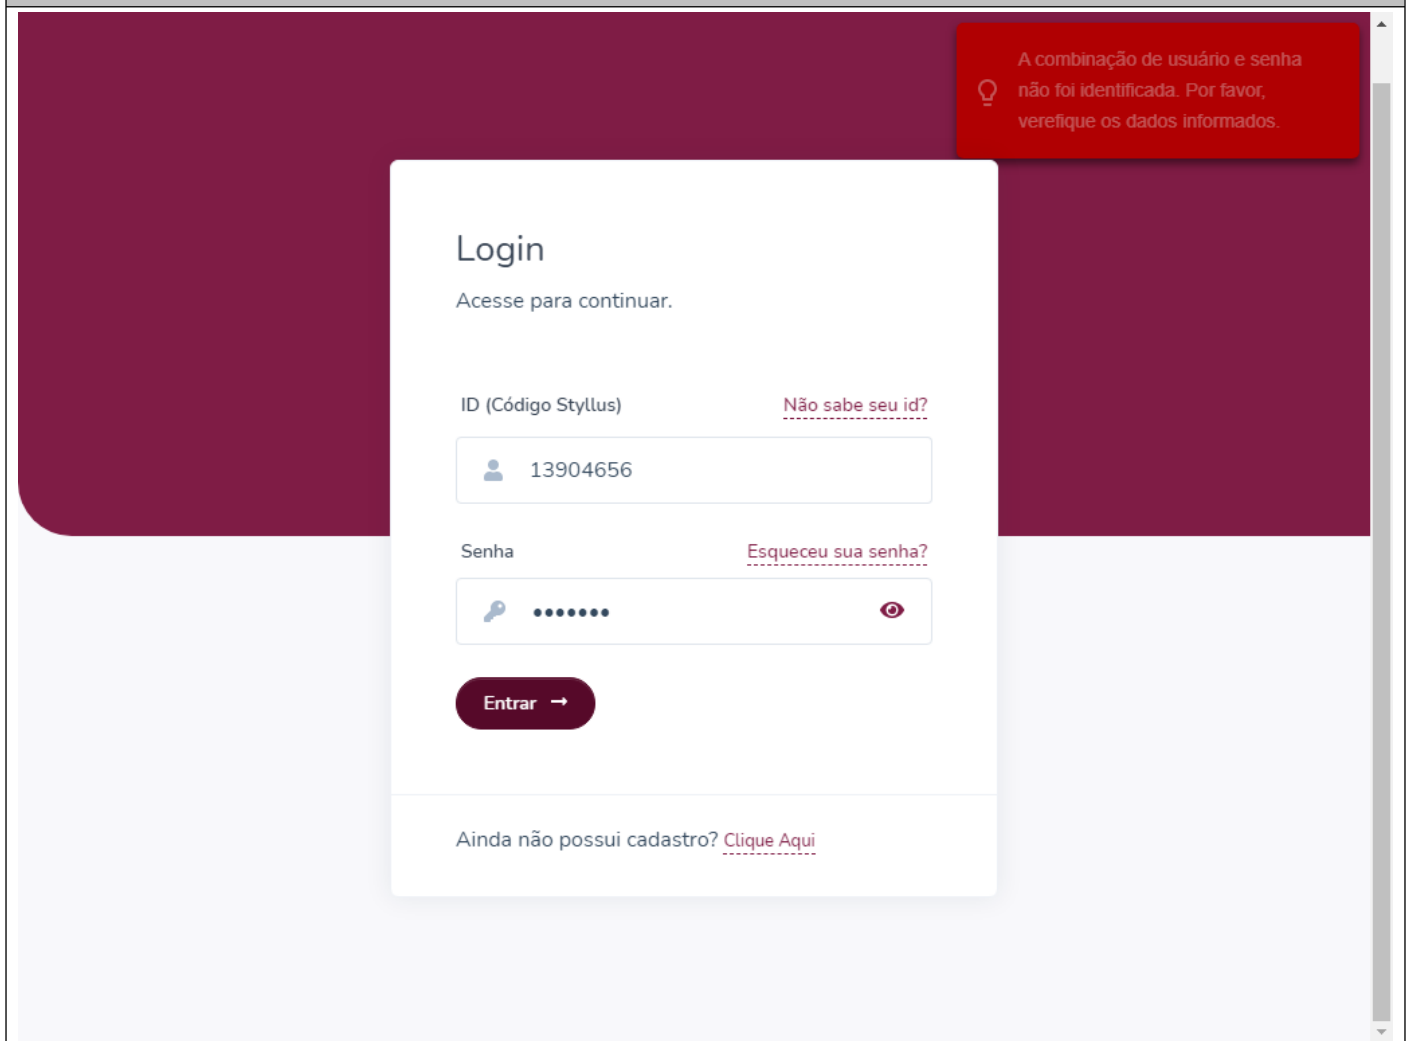 A combinação de usuário e senha
não foi identificada. Por favor,
verefique os dados informados.
Login
Acesse para continuar.
ID (Código Styllus) Não sabe seu id?
13904656
Senha Esqueceu sua senha?
•••••••
Entrar →
Ainda não possui cadastro? Clique Aqui